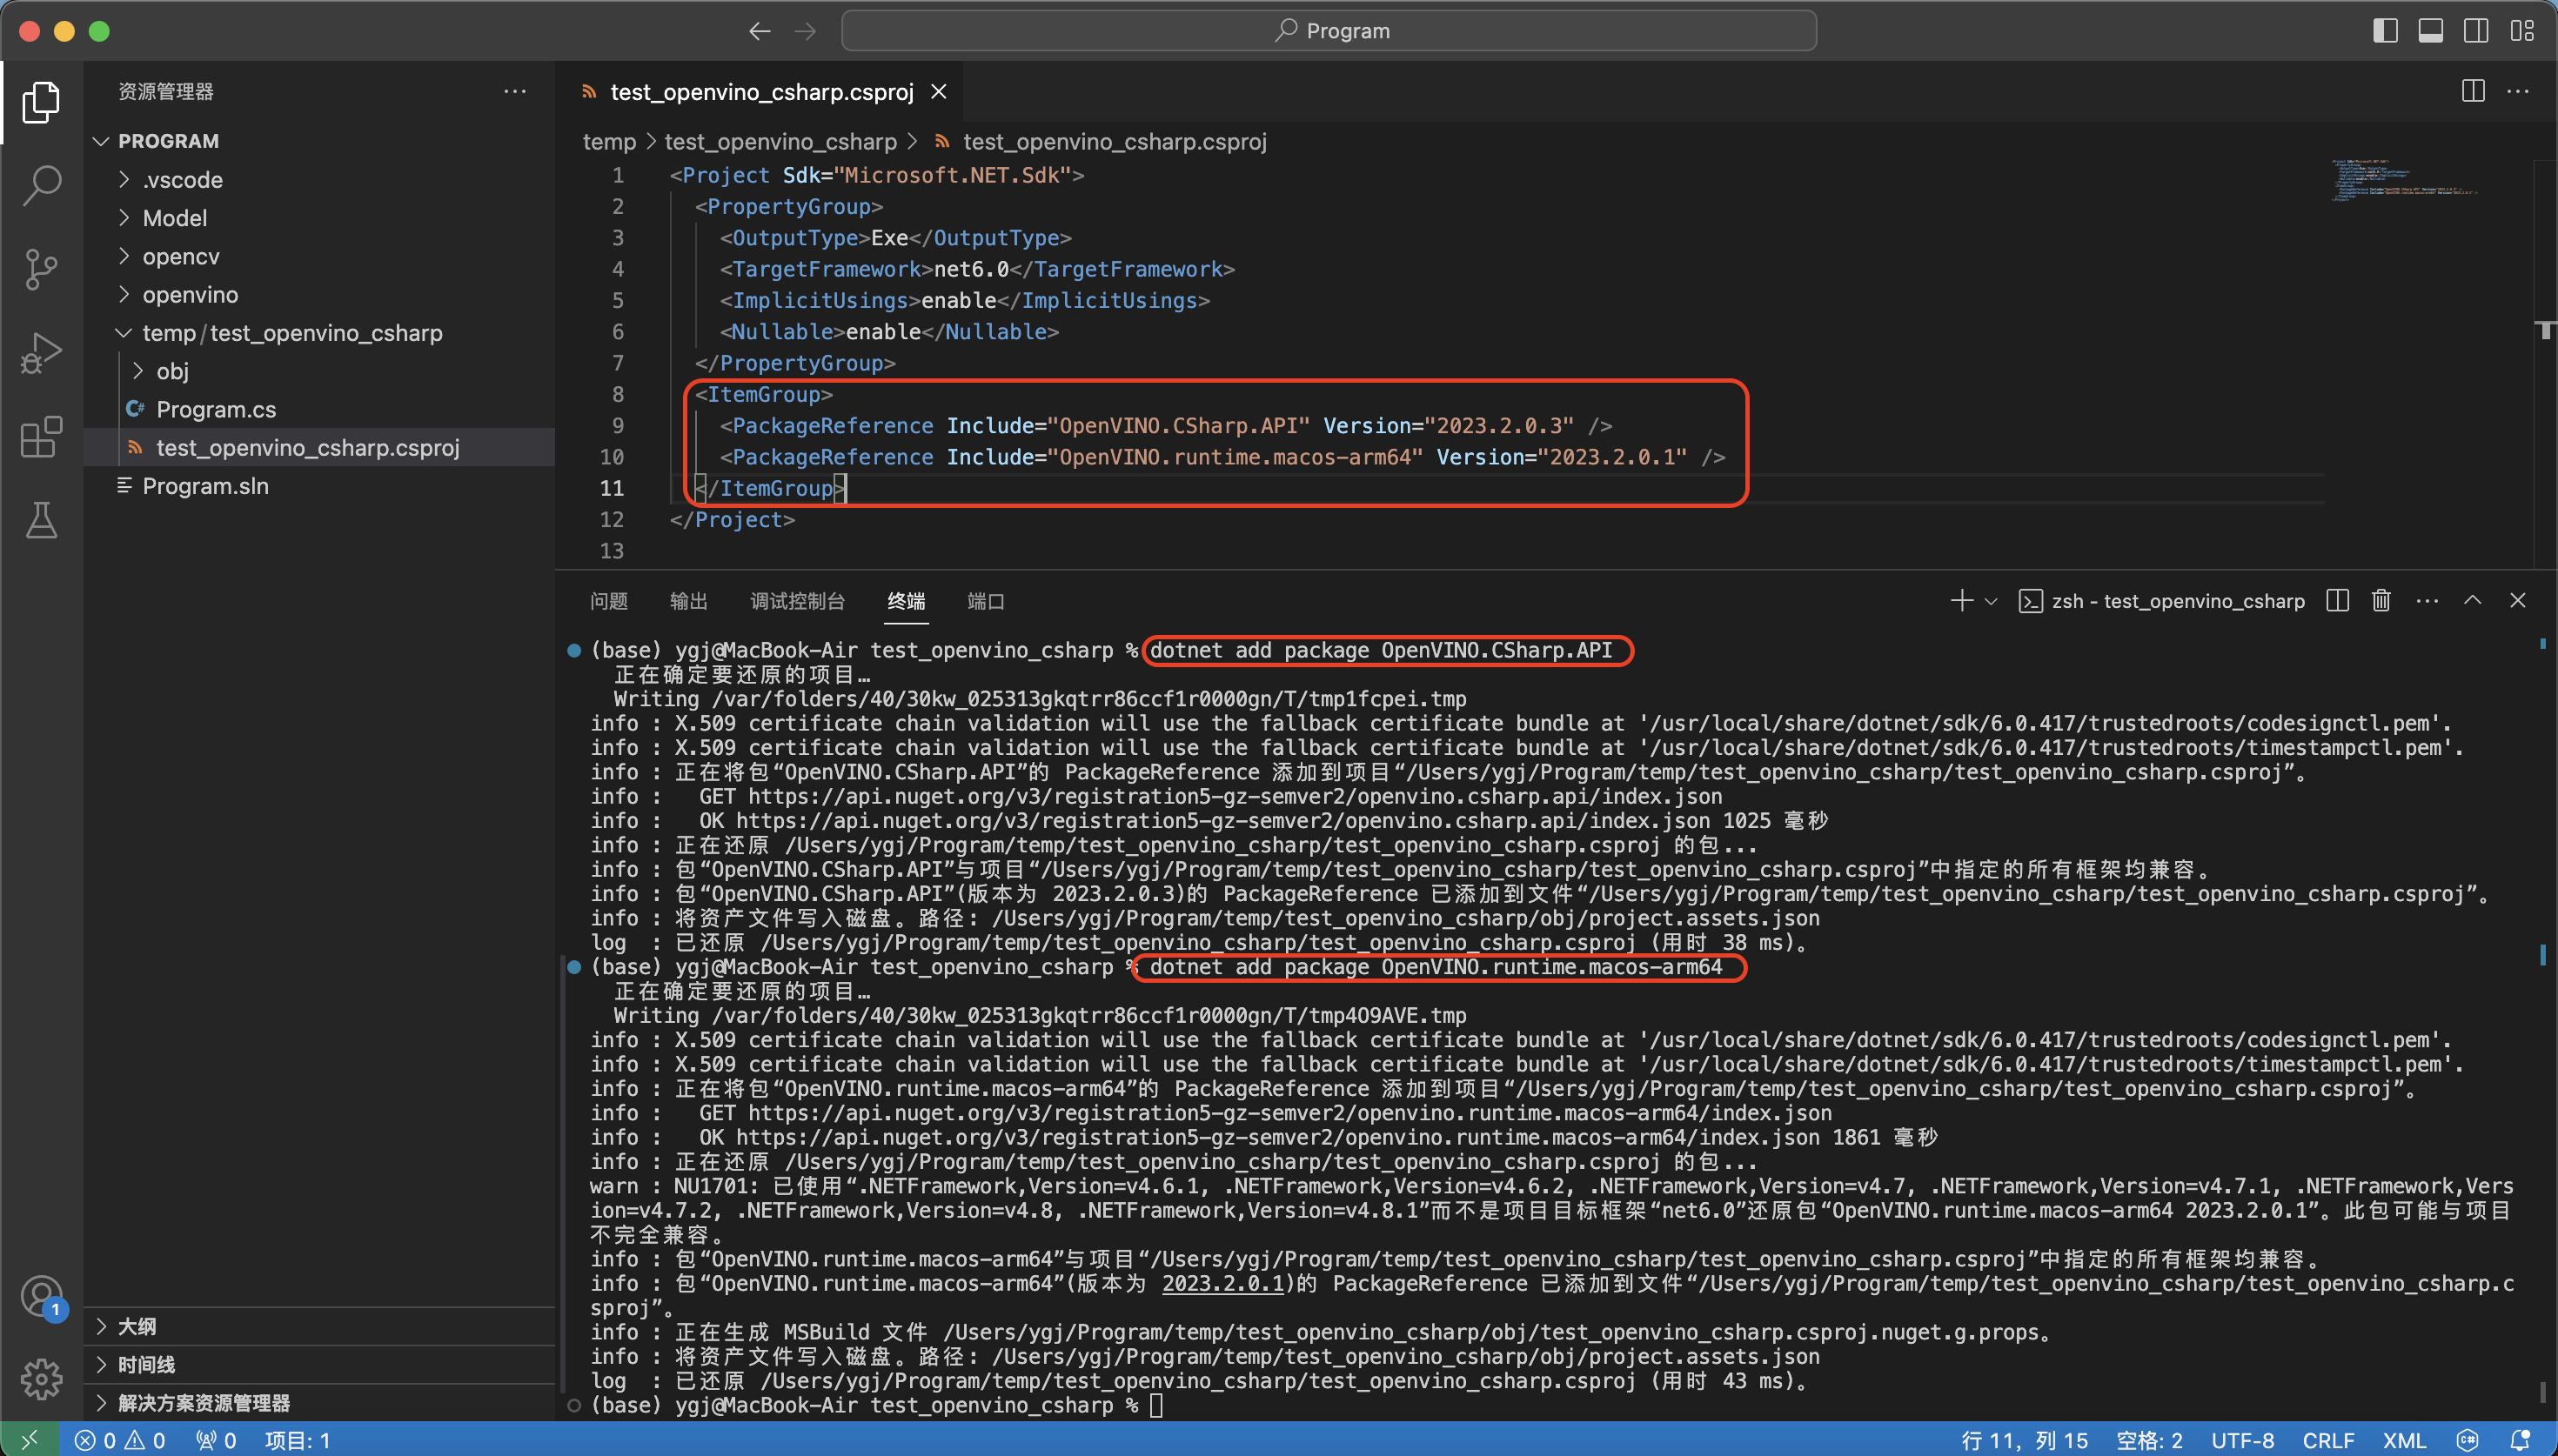 Program
资源管理器
PROGRAM
.vscode
Model
opencv
openvino
temp/test_openvino_csharp
obj
C# Program.cs
test_openvino_csharp.csproj
Program.sln
大纲
时间线
解决方案资源管理器
1
test_openvino_csharp.csproj
temp > test_openvino_csharp > test_openvino_csharp.csproj
1 <Project Sdk="Microsoft.NET.Sdk">
2 <PropertyGroup>
3 <OutputType>Exe</OutputType>
4 <TargetFramework>net6.0</TargetFramework>
5 <ImplicitUsings>enable</ImplicitUsings>
6 <Nullable>enable</Nullable>
7 </PropertyGroup>
8 <ItemGroup>
9 <PackageReference Include="OpenVINO.CSharp.API" Version="2023.2.0.3" />
10 <PackageReference Include="OpenVINO.runtime.macos-arm64" Version="2023.2.0.1" />
11 </ItemGroup>
12 </Project>
13
问题 输出 调试控制台 终端 端口
zsh - test_openvino_csharp
(base) ygj@MacBook-Air test_openvino_csharp % dotnet add package OpenVINO.CSharp.API
正在确定要还原的项目…
Writing /var/folders/40/30kw_025313gkqtrr86ccf1r0000gn/T/tmp1fcpei.tmp
info : X.509 certificate chain validation will use the fallback certificate bundle at '/usr/local/share/dotnet/sdk/6.0.417/trustedroots/codesignctl.pem'.
info : X.509 certificate chain validation will use the fallback certificate bundle at '/usr/local/share/dotnet/sdk/6.0.417/trustedroots/timestampctl.pem'.
info : 正在将包“OpenVINO.CSharp.API”的 PackageReference 添加到项目“/Users/ygj/Program/temp/test_openvino_csharp/test_openvino_csharp.csproj”。
info :   GET https://api.nuget.org/v3/registration5-gz-semver2/openvino.csharp.api/index.json
info :   OK https://api.nuget.org/v3/registration5-gz-semver2/openvino.csharp.api/index.json 1025 毫秒
info : 正在还原 /Users/ygj/Program/temp/test_openvino_csharp/test_openvino_csharp.csproj 的包...
info : 包“OpenVINO.CSharp.API”与项目“/Users/ygj/Program/temp/test_openvino_csharp/test_openvino_csharp.csproj”中指定的所有框架均兼容。
info : 包“OpenVINO.CSharp.API”(版本为 2023.2.0.3)的 PackageReference 已添加到文件“/Users/ygj/Program/temp/test_openvino_csharp/test_openvino_csharp.csproj”。
info : 将资产文件写入磁盘。路径: /Users/ygj/Program/temp/test_openvino_csharp/obj/project.assets.json
log  : 已还原 /Users/ygj/Program/temp/test_openvino_csharp/test_openvino_csharp.csproj (用时 38 ms)。
(base) ygj@MacBook-Air test_openvino_csharp % dotnet add package OpenVINO.runtime.macos-arm64
正在确定要还原的项目…
Writing /var/folders/40/30kw_025313gkqtrr86ccf1r0000gn/T/tmp4O9AVE.tmp
info : X.509 certificate chain validation will use the fallback certificate bundle at '/usr/local/share/dotnet/sdk/6.0.417/trustedroots/codesignctl.pem'.
info : X.509 certificate chain validation will use the fallback certificate bundle at '/usr/local/share/dotnet/sdk/6.0.417/trustedroots/timestampctl.pem'.
info : 正在将包“OpenVINO.runtime.macos-arm64”的 PackageReference 添加到项目“/Users/ygj/Program/temp/test_openvino_csharp/test_openvino_csharp.csproj”。
info :   GET https://api.nuget.org/v3/registration5-gz-semver2/openvino.runtime.macos-arm64/index.json
info :   OK https://api.nuget.org/v3/registration5-gz-semver2/openvino.runtime.macos-arm64/index.json 1861 毫秒
info : 正在还原 /Users/ygj/Program/temp/test_openvino_csharp/test_openvino_csharp.csproj 的包...
warn : NU1701: 已使用“.NETFramework,Version=v4.6.1, .NETFramework,Version=v4.6.2, .NETFramework,Version=v4.7, .NETFramework,Version=v4.7.1, .NETFramework,Vers
ion=v4.7.2, .NETFramework,Version=v4.8, .NETFramework,Version=v4.8.1”而不是项目目标框架“net6.0”还原包“OpenVINO.runtime.macos-arm64 2023.2.0.1”。此包可能与项目
不完全兼容。
info : 包“OpenVINO.runtime.macos-arm64”与项目“/Users/ygj/Program/temp/test_openvino_csharp/test_openvino_csharp.csproj”中指定的所有框架均兼容。
info : 包“OpenVINO.runtime.macos-arm64”(版本为 2023.2.0.1)的 PackageReference 已添加到文件“/Users/ygj/Program/temp/test_openvino_csharp/test_openvino_csharp.c
sproj”。
info : 正在生成 MSBuild 文件 /Users/ygj/Program/temp/test_openvino_csharp/obj/test_openvino_csharp.csproj.nuget.g.props。
info : 将资产文件写入磁盘。路径: /Users/ygj/Program/temp/test_openvino_csharp/obj/project.assets.json
log  : 已还原 /Users/ygj/Program/temp/test_openvino_csharp/test_openvino_csharp.csproj (用时 43 ms)。
(base) ygj@MacBook-Air test_openvino_csharp %
0 0 0 项目: 1 行 11，列 15 空格: 2 UTF-8 CRLF XML